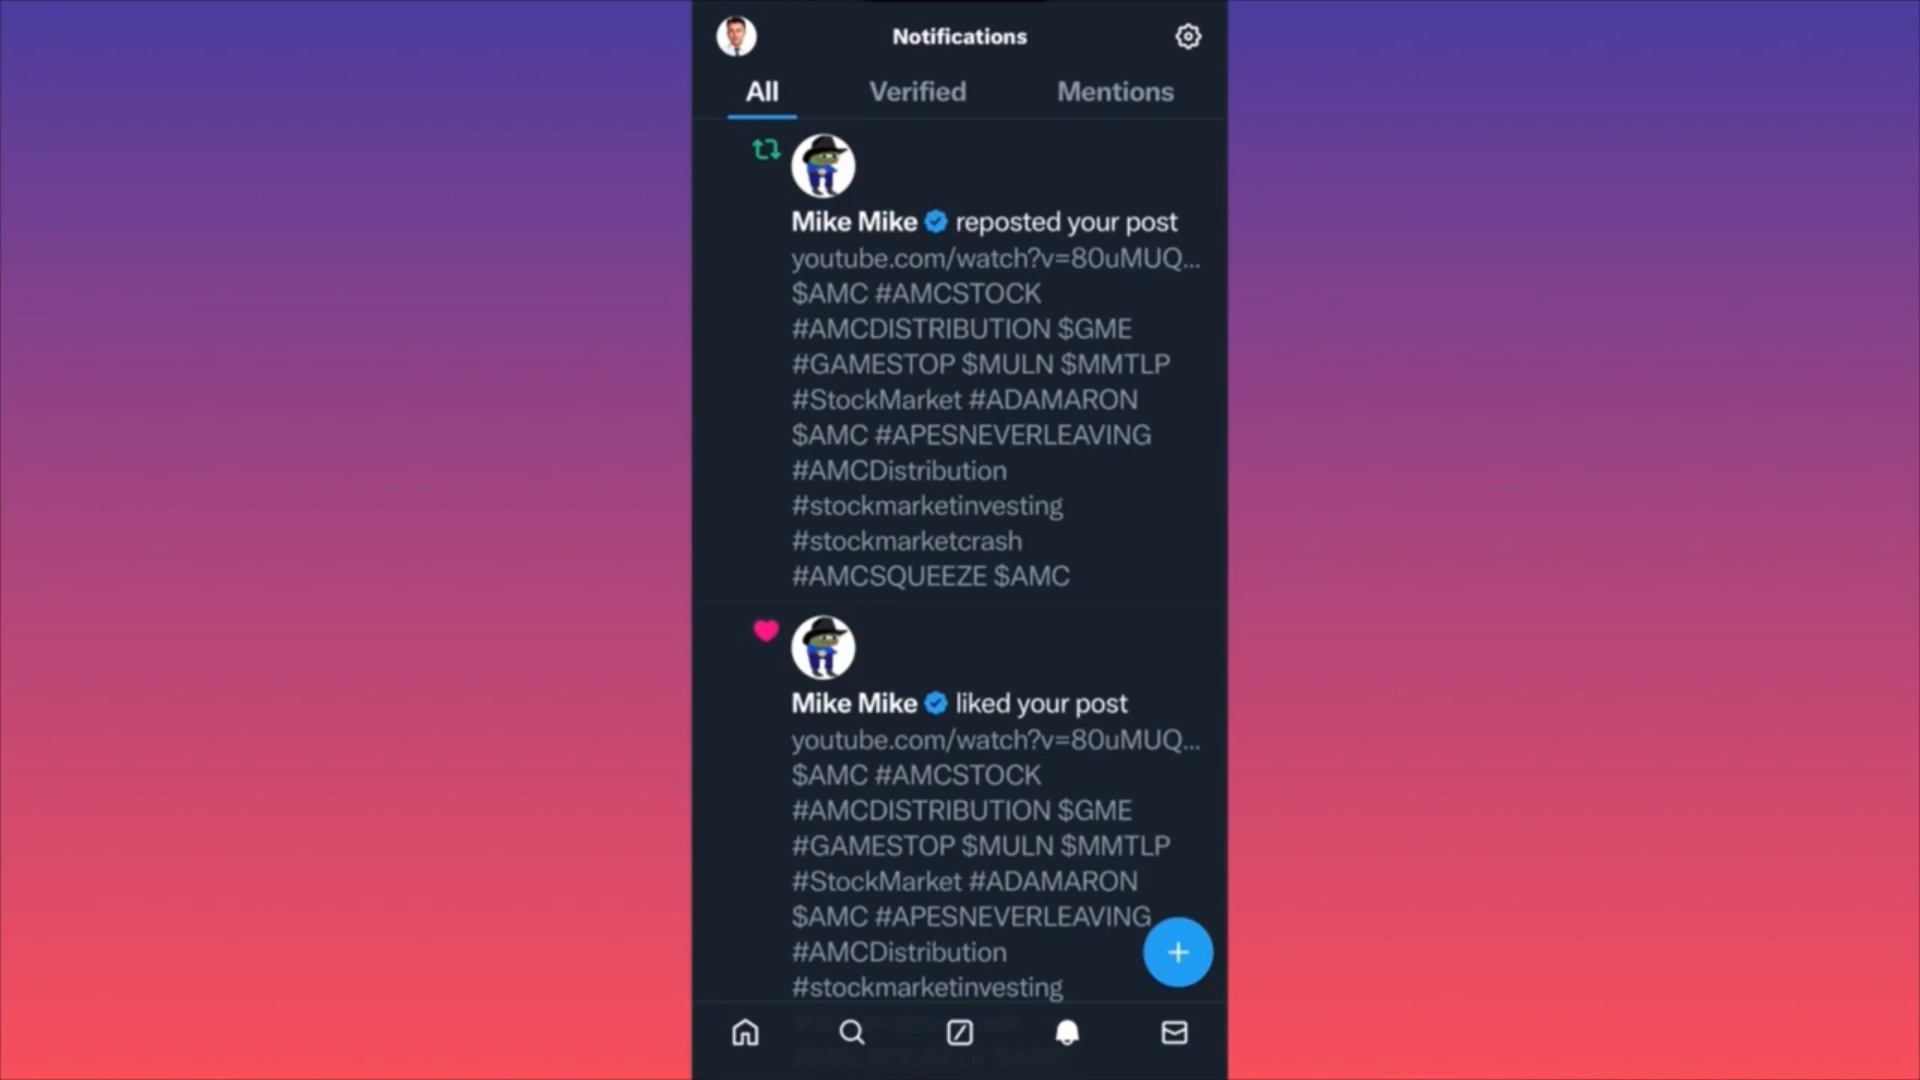 Notifications
All Verified Mentions
Mike Mike reposted your post
youtube.com/watch?v=80uMUQ...
$AMC #AMCSTOCK
#AMCDISTRIBUTION $GME
#GAMESTOP $MULN $MMTLP
#StockMarket #ADAMARON
$AMC #APESNEVERLEAVING
#AMCDistribution
#stockmarketinvesting
#stockmarketcrash
#AMCSQUEEZE $AMC
Mike Mike liked your post
youtube.com/watch?v=80uMUQ...
$AMC #AMCSTOCK
#AMCDISTRIBUTION $GME
#GAMESTOP $MULN $MMTLP
#StockMarket #ADAMARON
$AMC #APESNEVERLEAVING
#AMCDistribution
#stockmarketinvesting